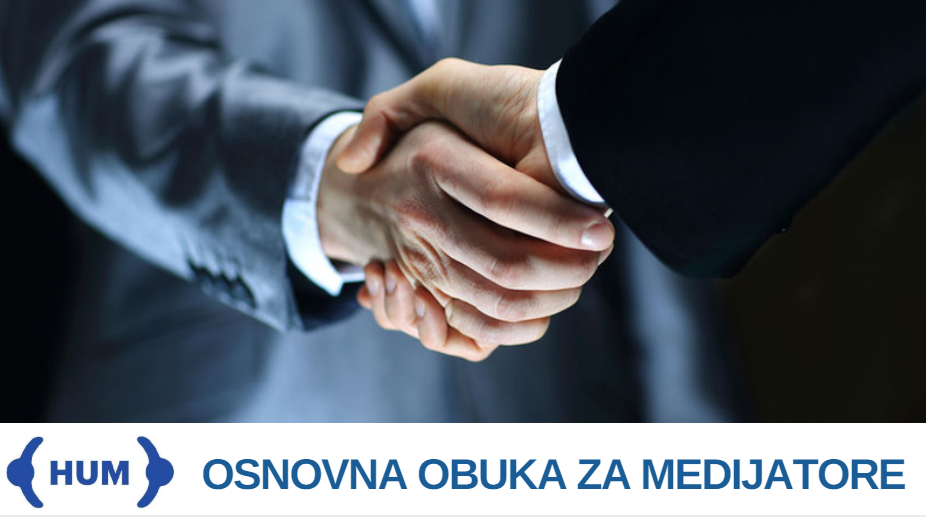 HUM
OSNOVNA OBUKA ZA MEDIJATORE